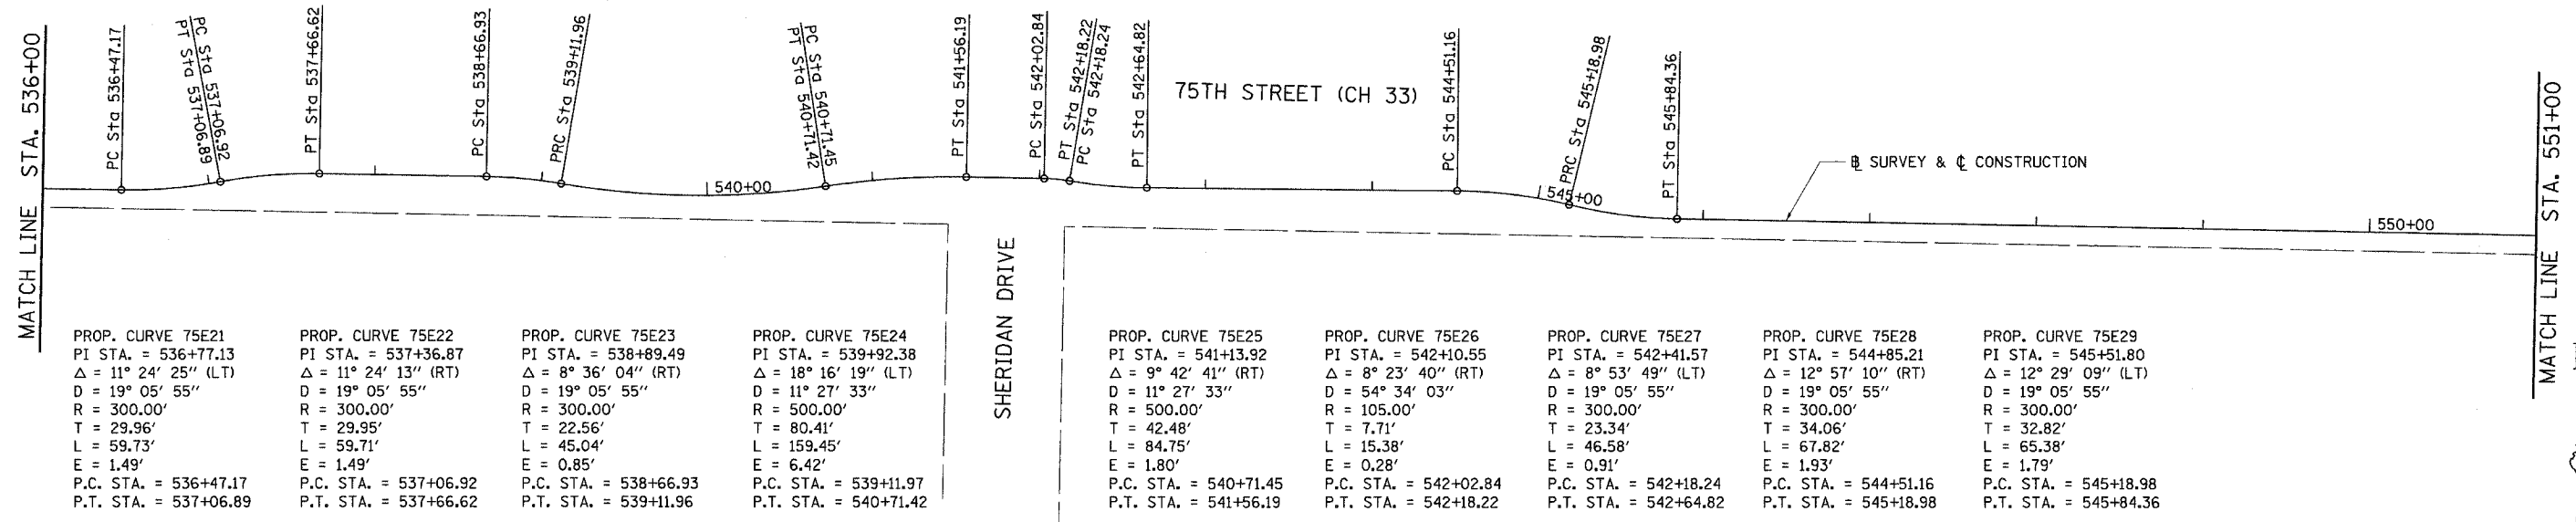 MATCH LINE STA. 536+00
PC Sta 536+47.17
PC Sta 537+06.92
PT Sta 537+06.89
PT Sta 537+66.62
PC Sta 538+66.93
PRC Sta 539+11.96
540+00
PC Sta 540+71.45
PT Sta 540+71.42
PT Sta 541+56.19
PC Sta 542+02.84
PT Sta 542+18.22
PC Sta 542+18.24
PT Sta 542+64.82
75TH STREET (CH 33)
PC Sta 544+51.16
545+00
PRC Sta 545+18.98
PT Sta 545+84.36
℄ SURVEY & ℄ CONSTRUCTION
550+00
MATCH LINE STA. 551+00
SHERIDAN DRIVE
PROP. CURVE 75E21
PI STA. = 536+77.13
Δ = 11° 24' 25" (LT)
D = 19° 05' 55"
R = 300.00'
T = 29.96'
L = 59.73'
E = 1.49'
P.C. STA. = 536+47.17
P.T. STA. = 537+06.89
PROP. CURVE 75E22
PI STA. = 537+36.87
Δ = 11° 24' 13" (RT)
D = 19° 05' 55"
R = 300.00'
T = 29.95'
L = 59.71'
E = 1.49'
P.C. STA. = 537+06.92
P.T. STA. = 537+66.62
PROP. CURVE 75E23
PI STA. = 538+89.49
Δ = 8° 36' 04" (RT)
D = 19° 05' 55"
R = 300.00'
T = 22.56'
L = 45.04'
E = 0.85'
P.C. STA. = 538+66.93
P.T. STA. = 539+11.96
PROP. CURVE 75E24
PI STA. = 539+92.38
Δ = 18° 16' 19" (LT)
D = 11° 27' 33"
R = 500.00'
T = 80.41'
L = 159.45'
E = 6.42'
P.C. STA. = 539+11.97
P.T. STA. = 540+71.42
PROP. CURVE 75E25
PI STA. = 541+13.92
Δ = 9° 42' 41" (RT)
D = 11° 27' 33"
R = 500.00'
T = 42.48'
L = 84.75'
E = 1.80'
P.C. STA. = 540+71.45
P.T. STA. = 541+56.19
PROP. CURVE 75E26
PI STA. = 542+10.55
Δ = 8° 23' 40" (RT)
D = 54° 34' 03"
R = 105.00'
T = 7.71'
L = 15.38'
E = 0.28'
P.C. STA. = 542+02.84
P.T. STA. = 542+18.22
PROP. CURVE 75E27
PI STA. = 542+41.57
Δ = 8° 53' 49" (LT)
D = 19° 05' 55"
R = 300.00'
T = 23.34'
L = 46.58'
E = 0.91'
P.C. STA. = 542+18.24
P.T. STA. = 542+64.82
PROP. CURVE 75E28
PI STA. = 544+85.21
Δ = 12° 57' 10" (RT)
D = 19° 05' 55"
R = 300.00'
T = 34.06'
L = 67.82'
E = 1.93'
P.C. STA. = 544+51.16
P.T. STA. = 545+18.98
PROP. CURVE 75E29
PI STA. = 545+51.80
Δ = 12° 29' 09" (LT)
D = 19° 05' 55"
R = 300.00'
T = 32.82'
L = 65.38'
E = 1.79'
P.C. STA. = 545+18.98
P.T. STA. = 545+84.36